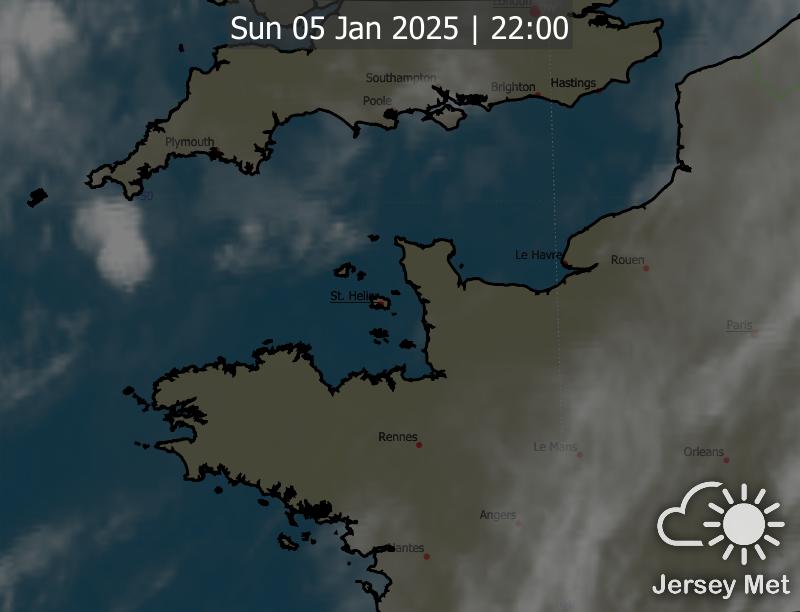 London
Sun 05 Jan 2025 | 22:00
Southampton
Brighton
Hastings
Poole
Plymouth
50
Le Havre
Rouen
St. Helier
Paris
Rennes
Le Mans
Orleans
Angers
Nantes
Jersey Met